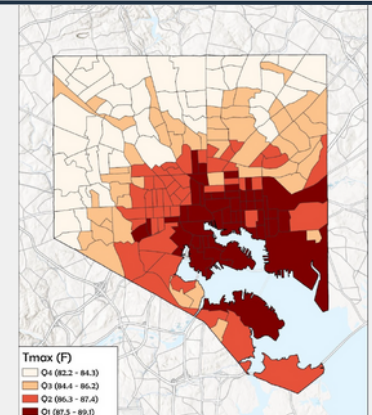 Tmax (F)
Q4 (82.2 - 84.3)
Q3 (84.4 - 86.2)
Q2 (86.3 - 87.4)
Q1 (87.5 - 89.1)